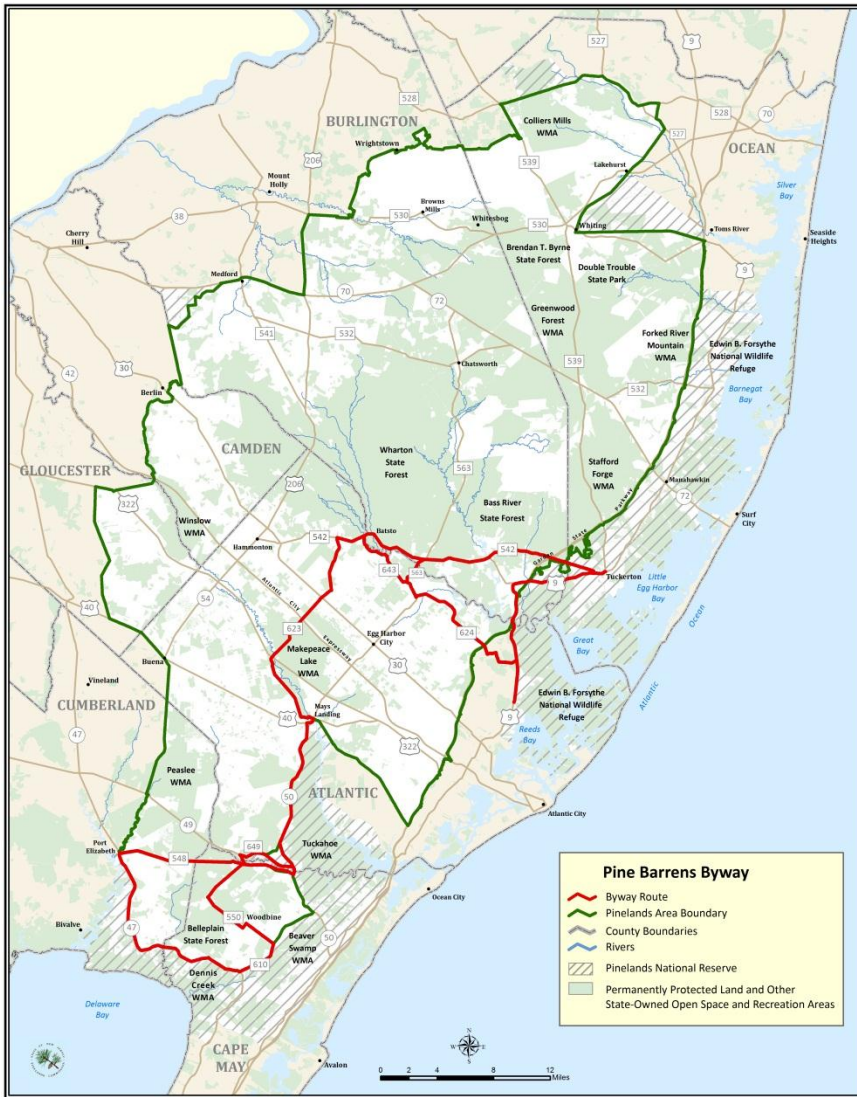 527
9
528
BURLINGTON
Colliers Mills
WMA
528
70
Wrightstown
206
539
527
OCEAN
Lakehurst
Mount
Holly
Silver
Bay
Browns
Mills
530
Whitesbog
530
Whiting
Toms River
Seaside
Heights
38
Cherry
Hill
Brendan T. Byrne
State Forest
Double Trouble
State Park
9
Medford
70
72
Greenwood
Forest
WMA
541
532
Forked River
Mountain
WMA
Edwin B. Forsythe
National Wildlife
Refuge
30
42
Chatsworth
539
532
Barnegat
Bay
Berlin
CAMDEN
GLOUCESTER
Wharton
State
Forest
563
Stafford
Forge
WMA
Manahawkin
72
206
322
Winslow
WMA
Bass River
State Forest
Garden State Parkway
Surf
City
Hammonton
542
Batsto
542
643
563
9
Tuckerton
Little
Egg Harbor
Bay
Atlantic City Expressway
40
54
623
Egg Harbor
City
624
Great
Bay
Atlantic Ocean
Buena
Makepeace
Lake
WMA
30
Vineland
Edwin B. Forsythe
National Wildlife
Refuge
CUMBERLAND
Mays
Landing
40
9
Reeds
Bay
47
322
Peaslee
WMA
50
ATLANTIC
Atlantic City
49
Port
Elizabeth
548
649
Tuckahoe
WMA
Ocean City
550
Woodbine
Bivalve
47
Belleplain
State Forest
Beaver
Swamp
WMA
50
610
Dennis
Creek
WMA
Delaware
Bay
CAPE
MAY
Avalon
Pine Barrens Byway
Byway Route
Pinelands Area Boundary
County Boundaries
Rivers
Pinelands National Reserve
Permanently Protected Land and Other
State-Owned Open Space and Recreation Areas
N
W E
S
0 2 4 8 12
Miles